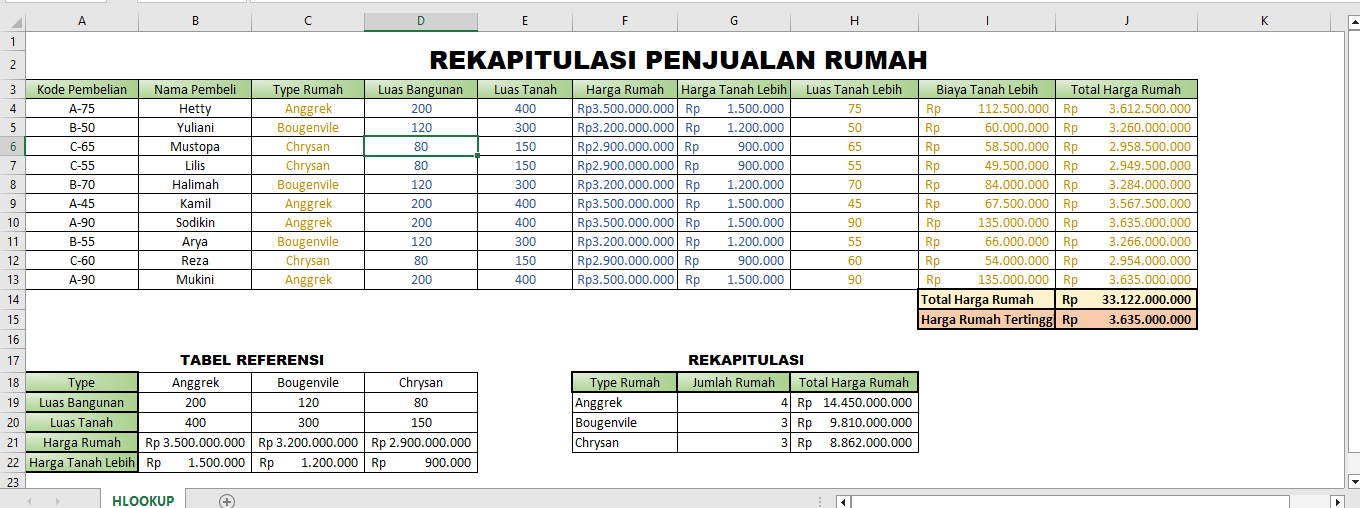 A B C D E F G H I J K
1
2 REKAPITULASI PENJUALAN RUMAH
3 Kode Pembelian Nama Pembeli Type Rumah Luas Bangunan Luas Tanah Harga Rumah Harga Tanah Lebih Luas Tanah Lebih Biaya Tanah Lebih Total Harga Rumah
4 A-75 Hetty Anggrek 200 400 Rp3.500.000.000 Rp 1.500.000 75 Rp 112.500.000 Rp 3.612.500.000
5 B-50 Yuliani Bougenvile 120 300 Rp3.200.000.000 Rp 1.200.000 50 Rp 60.000.000 Rp 3.260.000.000
6 C-65 Mustopa Chrysan 80 150 Rp2.900.000.000 Rp 900.000 65 Rp 58.500.000 Rp 2.958.500.000
7 C-55 Lilis Chrysan 80 150 Rp2.900.000.000 Rp 900.000 55 Rp 49.500.000 Rp 2.949.500.000
8 B-70 Halimah Bougenvile 120 300 Rp3.200.000.000 Rp 1.200.000 70 Rp 84.000.000 Rp 3.284.000.000
9 A-45 Kamil Anggrek 200 400 Rp3.500.000.000 Rp 1.500.000 45 Rp 67.500.000 Rp 3.567.500.000
10 A-90 Sodikin Anggrek 200 400 Rp3.500.000.000 Rp 1.500.000 90 Rp 135.000.000 Rp 3.635.000.000
11 B-55 Arya Bougenvile 120 300 Rp3.200.000.000 Rp 1.200.000 55 Rp 66.000.000 Rp 3.266.000.000
12 C-60 Reza Chrysan 80 150 Rp2.900.000.000 Rp 900.000 60 Rp 54.000.000 Rp 2.954.000.000
13 A-90 Mukini Anggrek 200 400 Rp3.500.000.000 Rp 1.500.000 90 Rp 135.000.000 Rp 3.635.000.000
14 Total Harga Rumah Rp 33.122.000.000
15 Harga Rumah Tertingg Rp 3.635.000.000
16
17 TABEL REFERENSI REKAPITULASI
18 Type Anggrek Bougenvile Chrysan Type Rumah Jumlah Rumah Total Harga Rumah
19 Luas Bangunan 200 120 80 Anggrek 4 Rp 14.450.000.000
20 Luas Tanah 400 300 150 Bougenvile 3 Rp 9.810.000.000
21 Harga Rumah Rp 3.500.000.000 Rp 3.200.000.000 Rp 2.900.000.000 Chrysan 3 Rp 8.862.000.000
22 Harga Tanah Lebih Rp 1.500.000 Rp 1.200.000 Rp 900.000
23
HLOOKUP